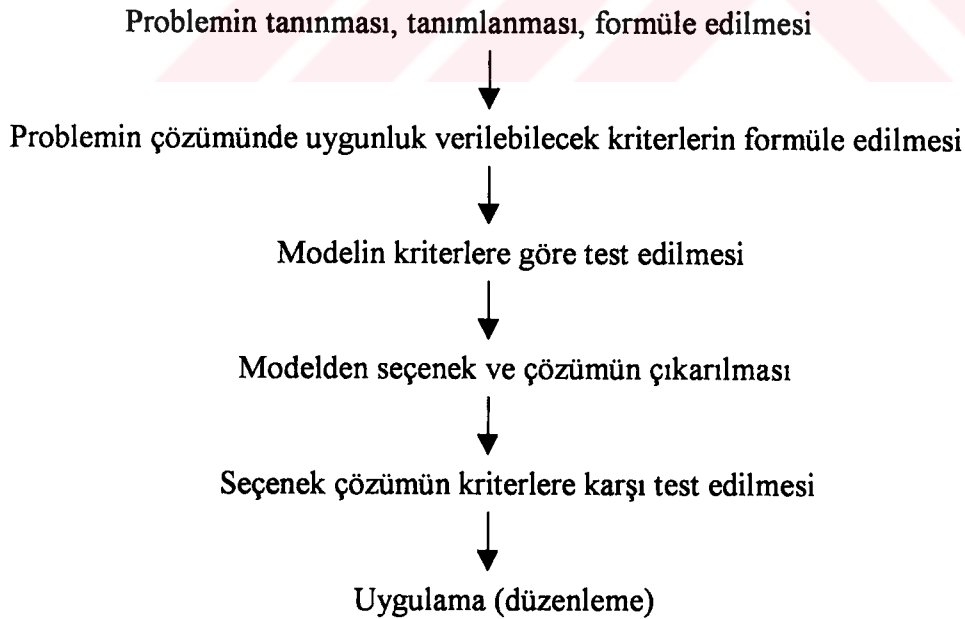 Problemin tanınması, tanımlanması, formüle edilmesi
Problemin çözümünde uygunluk verilebilecek kriterlerin formüle edilmesi
Modelin kriterlere göre test edilmesi
Modelden seçenek ve çözümün çıkarılması
Seçenek çözümün kriterlere karşı test edilmesi
Uygulama (düzenleme)